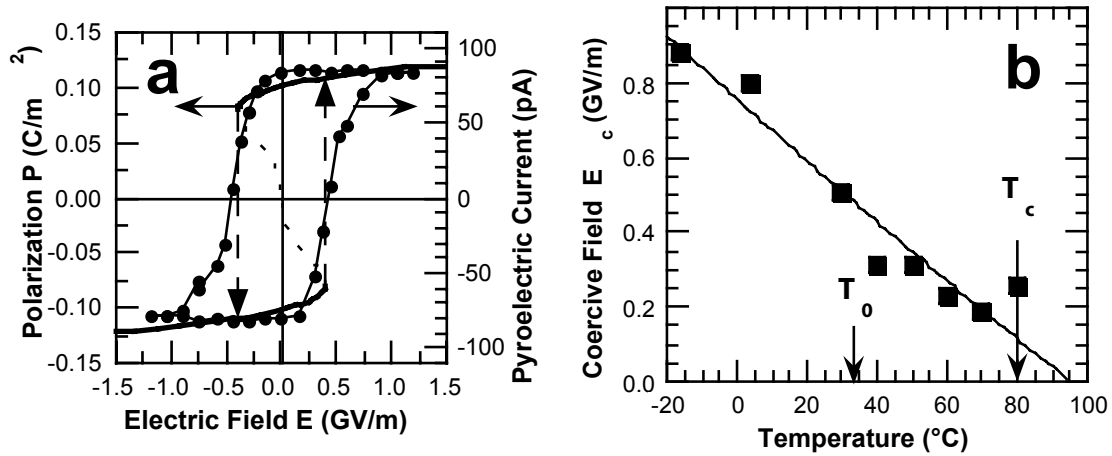 a
Polarization P (C/m²)
0.15
0.10
0.05
0.00
-0.05
-0.10
-0.15
-1.5 -1.0 -0.5 0.0 0.5 1.0 1.5
Electric Field E (GV/m)
100
50
0
-50
-100
Pyroelectric Current (pA)
b
Coercive Field E c (GV/m)
0.8
0.6
0.4
0.2
0.0
T c
T 0
-20 0 20 40 60 80 100
Temperature (°C)